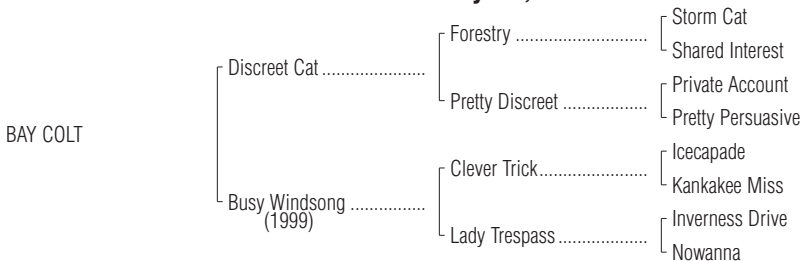 Storm Cat
Forestry ..............................
Shared Interest
Discreet Cat ......................
Private Account
Pretty Discreet ....................
Pretty Persuasive
BAY COLT
Icecapade
Clever Trick .........................
Kankakee Miss
Busy Windsong ................
(1999)
Inverness Drive
Lady Trespass .....................
Nowanna